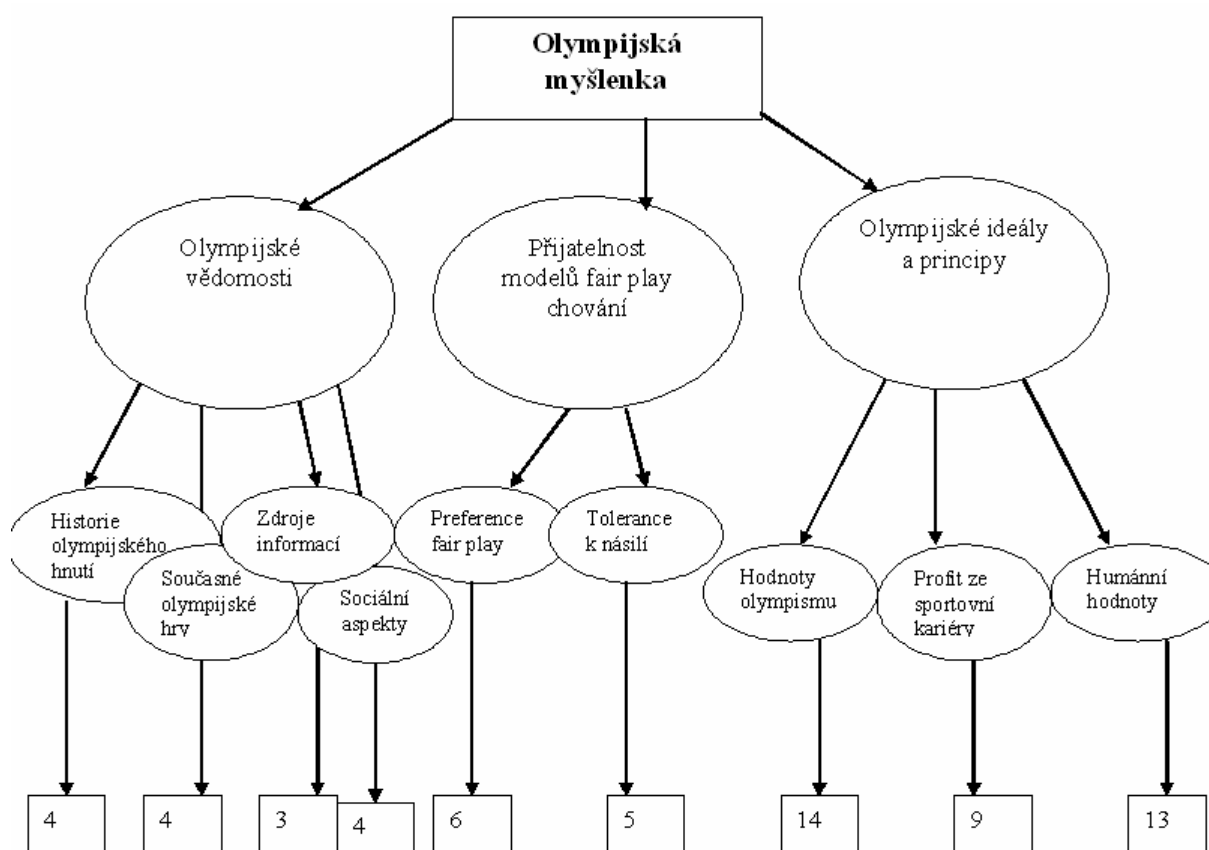 Olympijská
myšlenka
Olympijské
vědomosti
Přijatelnost
modelů fair play
chování
Olympijské ideály
a principy
Historie
olympijského
hnutí
Současné
olympijské
hry
Zdroje
informací
Sociální
aspekty
Preference
fair play
Tolerance
k násilí
Hodnoty
olympismu
Profit ze
sportovní
kariéry
Humánní
hodnoty
4
4
3
4
6
5
14
9
13